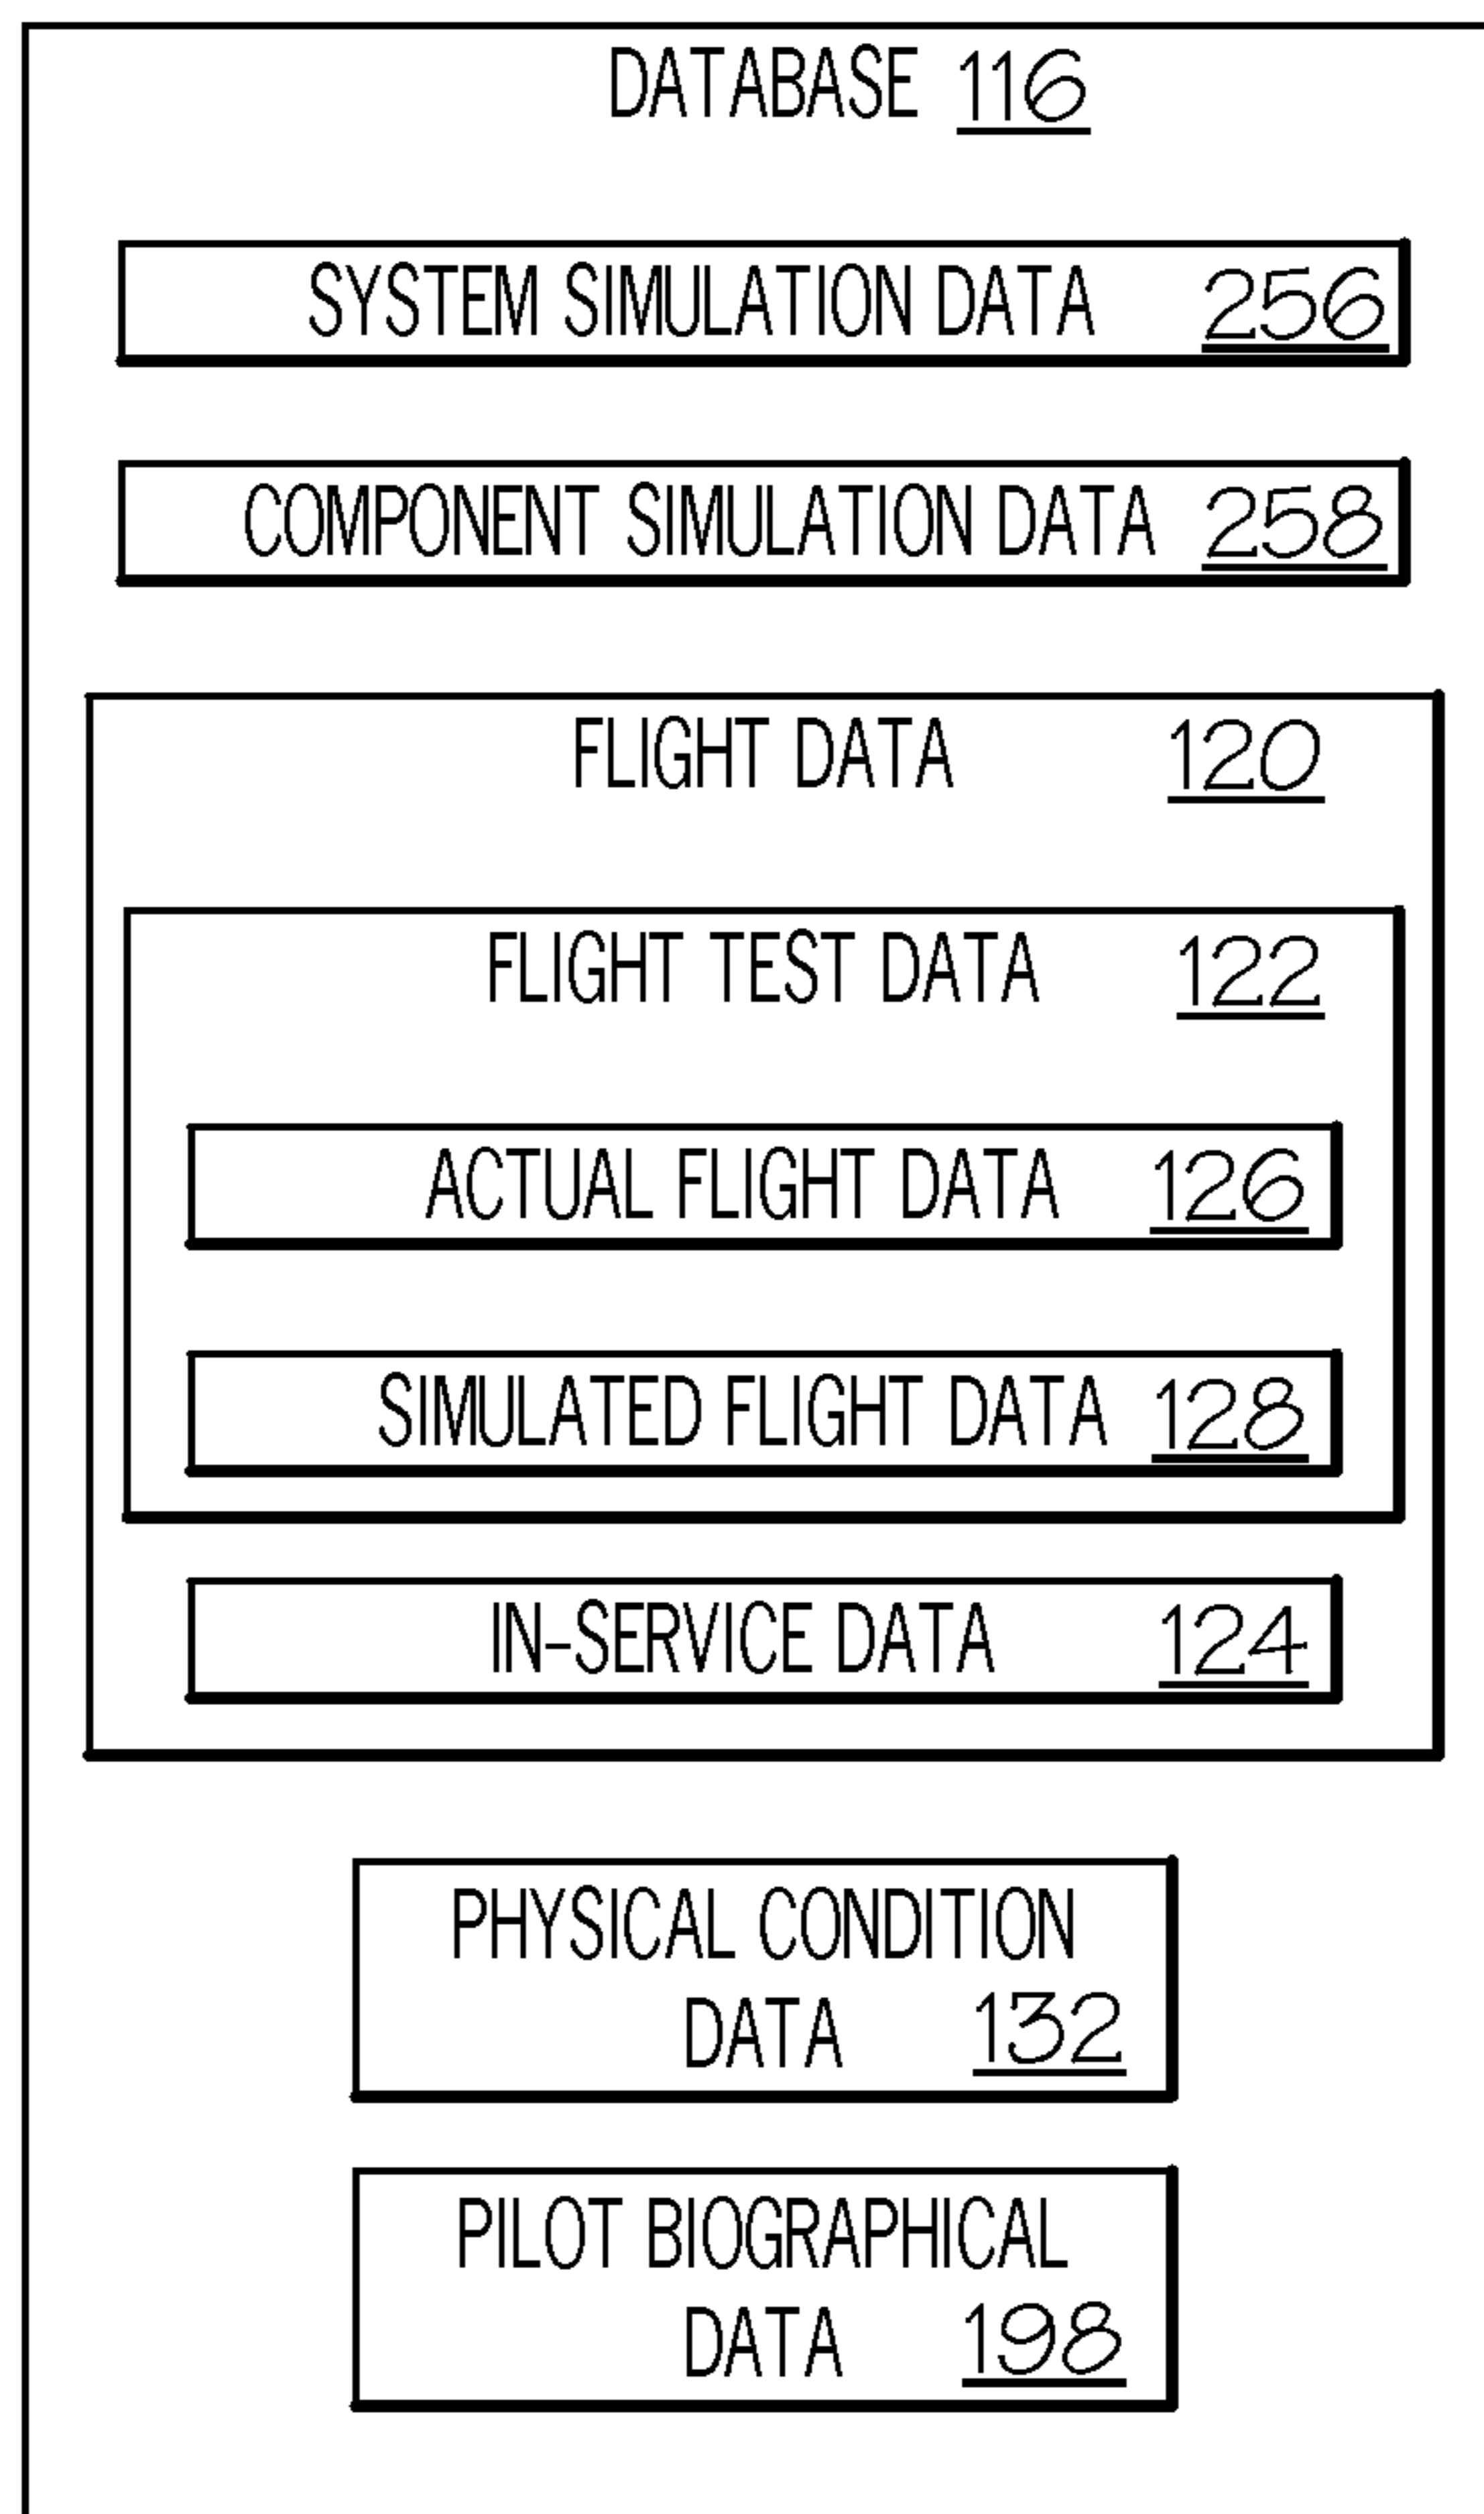 DATABASE 116
SYSTEM SIMULATION DATA 256
COMPONENT SIMULATION DATA 258
FLIGHT DATA 120
FLIGHT TEST DATA 122
ACTUAL FLIGHT DATA 126
SIMULATED FLIGHT DATA 128
IN-SERVICE DATA 124
PHYSICAL CONDITION
DATA 132
PILOT BIOGRAPHICAL
DATA 198